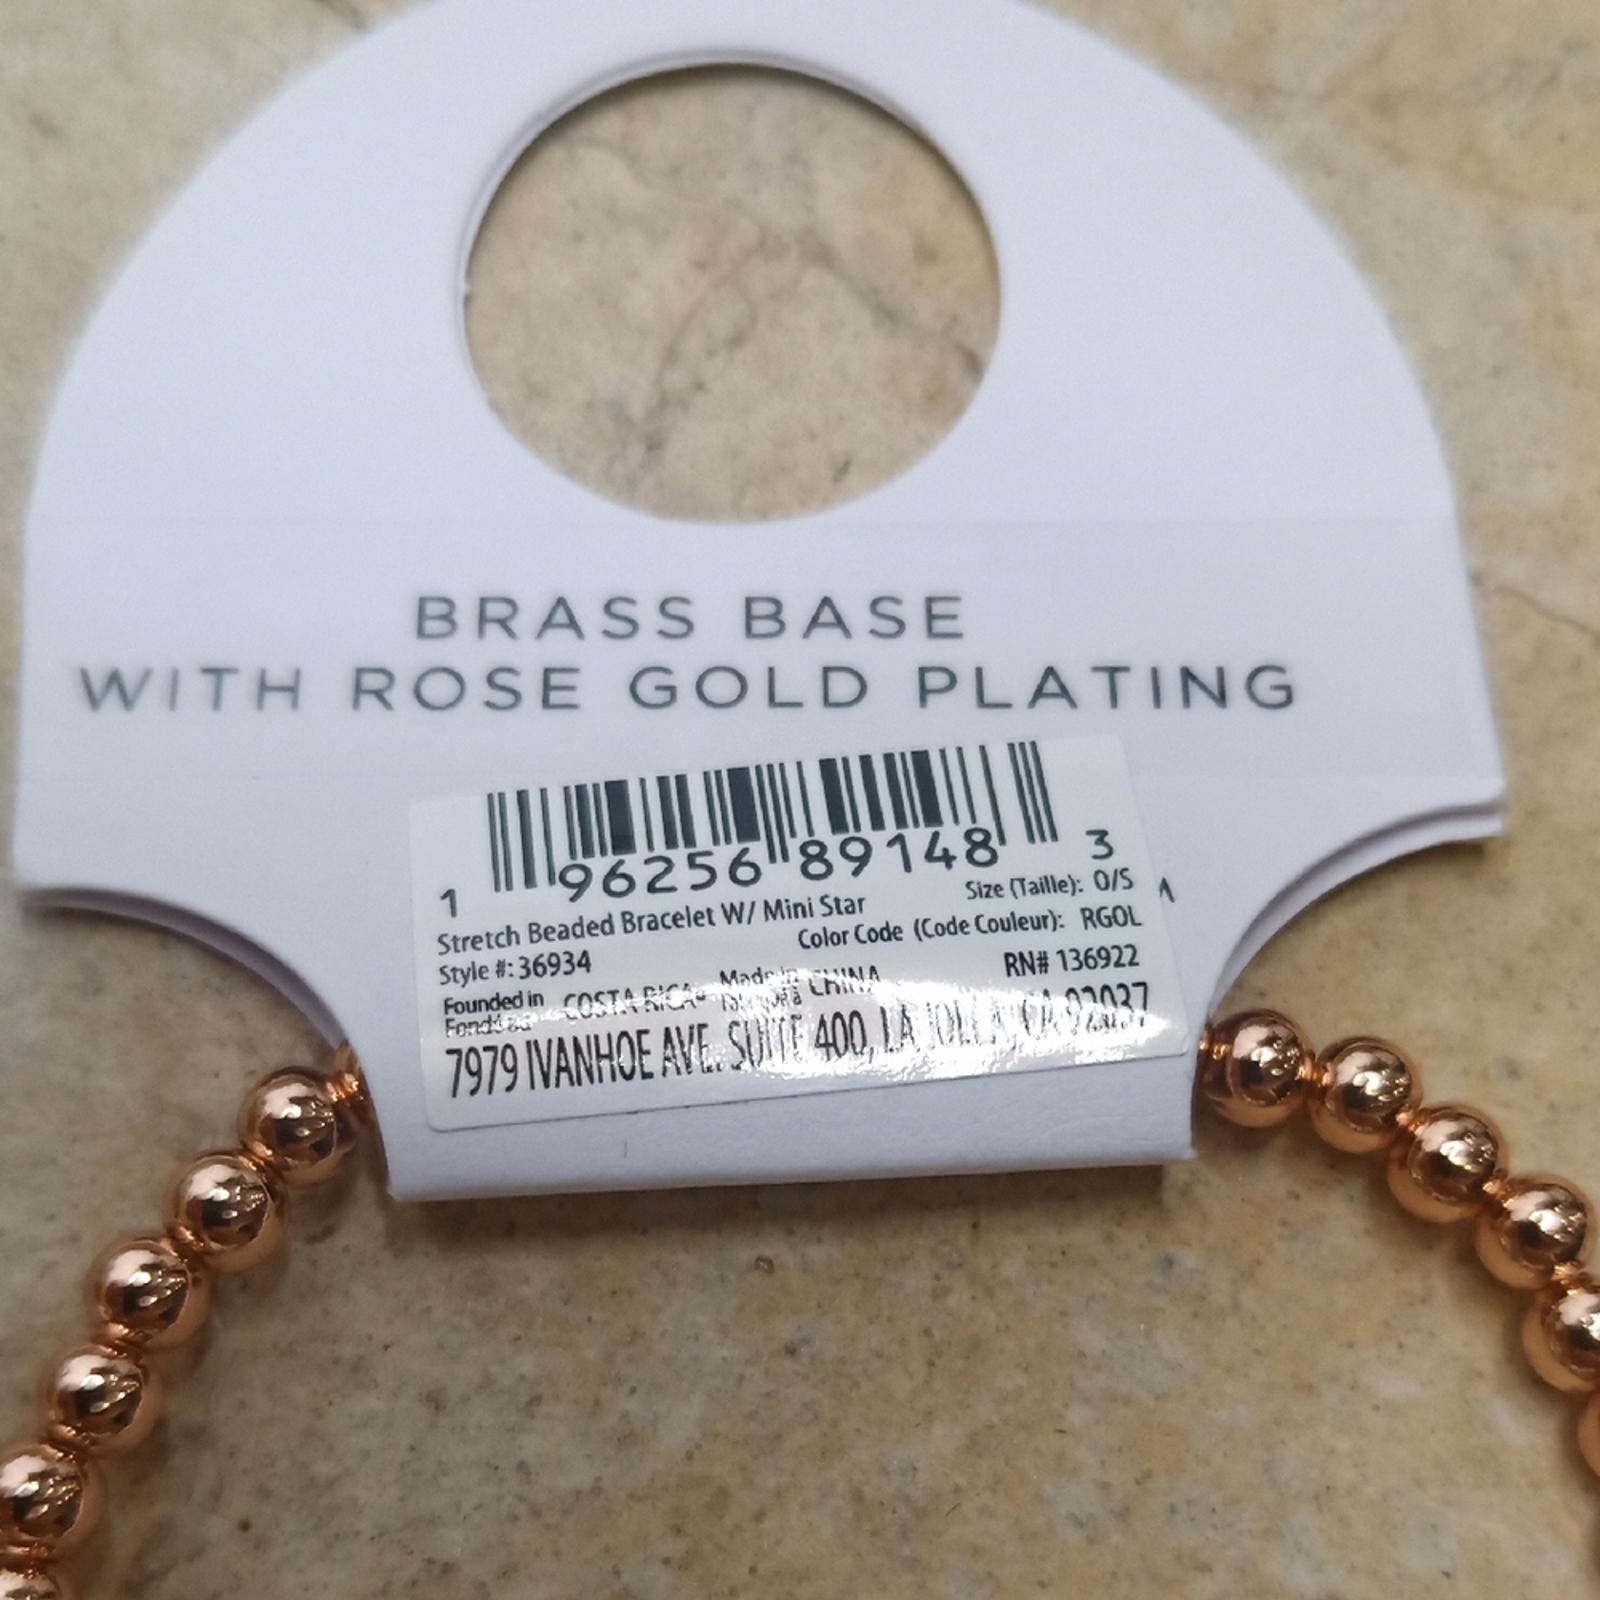 BRASS BASE
WITH ROSE GOLD PLATING
1 96256 89148 3
Stretch Beaded Bracelet W/ Mini Star Size (Taille): O/S
Style #: 36934 Color Code (Code Couleur): RGOL
RN# 136922
Founded in COSTA RICA Made in CHINA
Fondé au
7979 IVANHOE AVE. SUITE 400, LA JOLLA, CA 92037